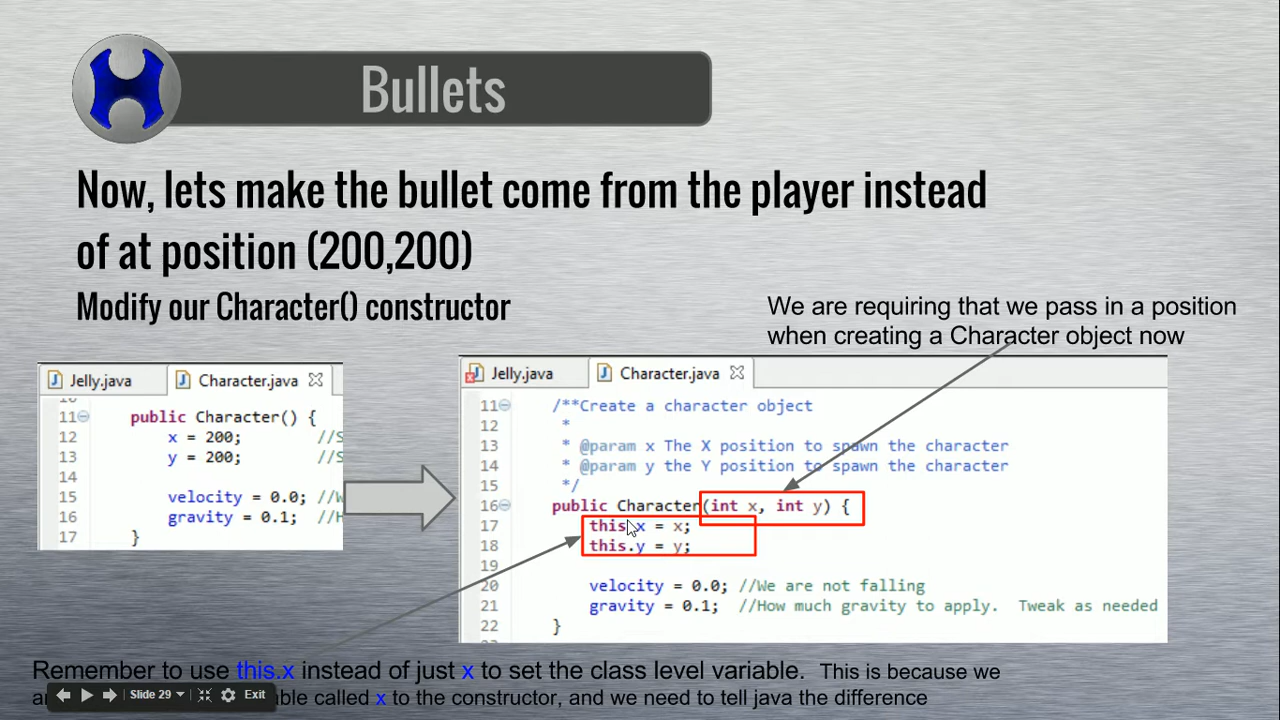 Bullets
Now, lets make the bullet come from the player instead
of at position (200,200)
Modify our Character() constructor
We are requiring that we pass in a position
when creating a Character object now
Jelly.java
Character.java
11 public Character() {
12 x = 200; //S
13 y = 200; //S
14
15 velocity = 0.0; //W
16 gravity = 0.1; //H
17 }
Jelly.java
Character.java
11 /**Create a character object
12 *
13 * @param x The X position to spawn the character
14 * @param y the Y position to spawn the character
15 */
16 public Character(int x, int y) {
17 this.x = x;
18 this.y = y;
19
20 velocity = 0.0; //We are not falling
21 gravity = 0.1; //How much gravity to apply. Tweak as needed
22 }
Remember to use this.x instead of just x to set the class level variable. This is because we
called x to the constructor, and we need to tell java the difference
Slide 29
Exit